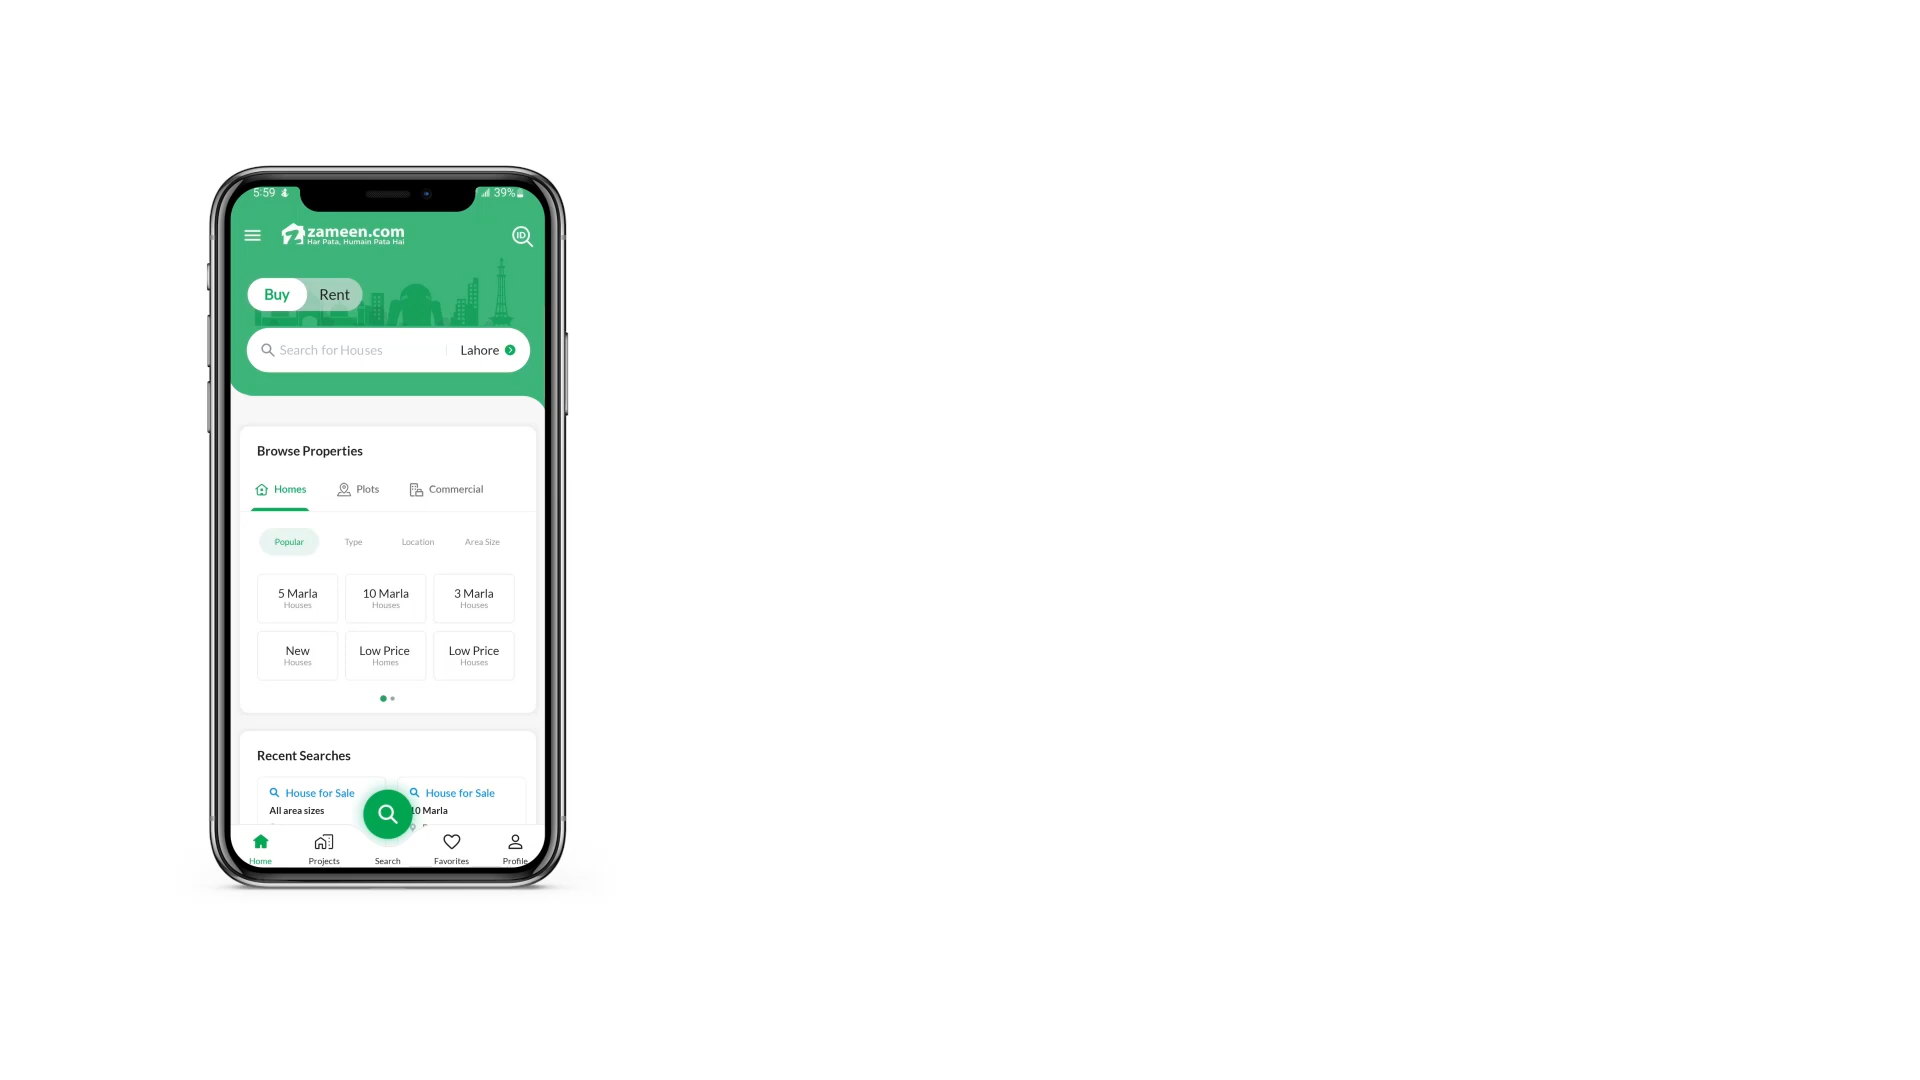 5:59
39%
zameen.com
Har Pata, Humain Pata Hai
ID
Buy Rent
Search for Houses Lahore
Browse Properties
Homes Plots Commercial
Popular Type Location Area Size
5 Marla 10 Marla 3 Marla
Houses Houses Houses
New Low Price Low Price
Houses Homes Houses
Recent Searches
House for Sale House for Sale
All area sizes 10 Marla
Home Projects Search Favorites Profile